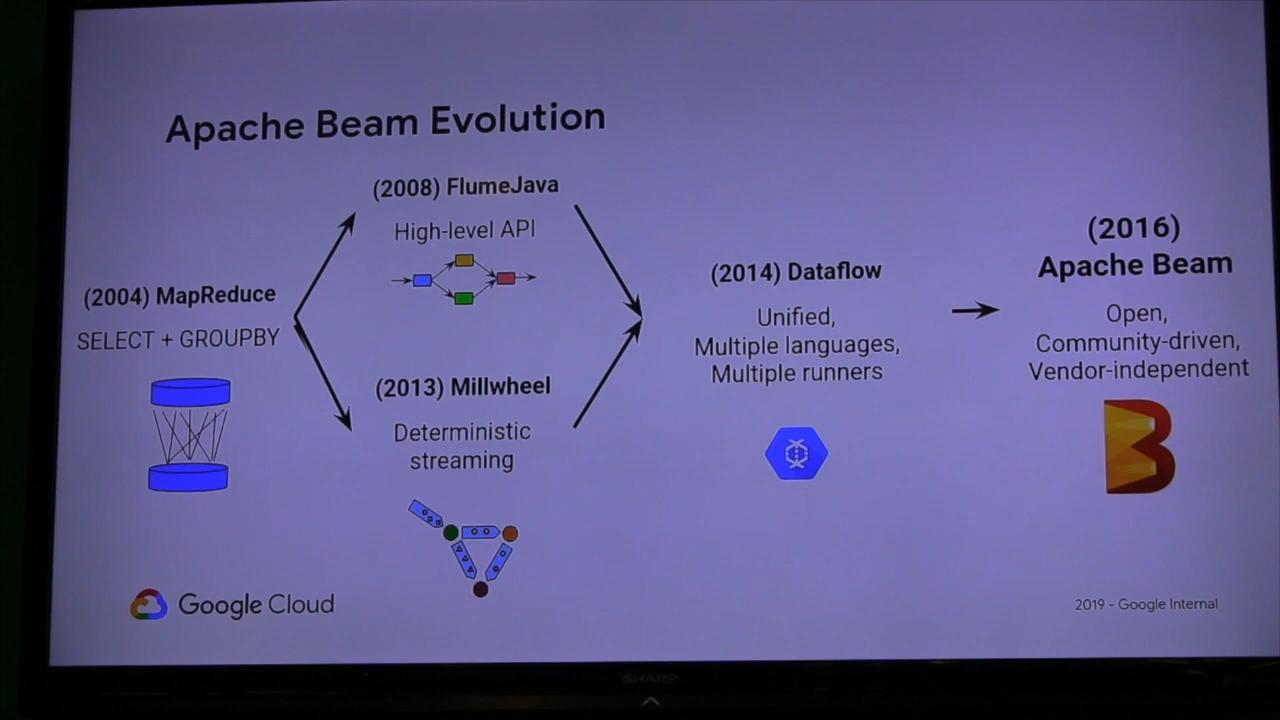 Apache Beam Evolution
(2004) MapReduce
SELECT + GROUPBY
(2008) FlumeJava
High-level API
(2013) Millwheel
Deterministic
streaming
(2014) Dataflow
Unified,
Multiple languages,
Multiple runners
(2016)
Apache Beam
Open,
Community-driven,
Vendor-independent
Google Cloud
2019 - Google Internal
SHARP